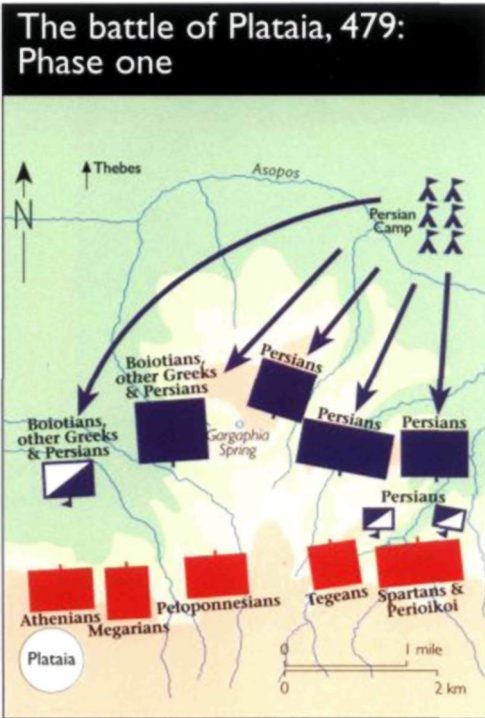 The battle of Plataia, 479:
Phase one
Thebes
Asopos
N
Persian
Camp
Boiotians,
other Greeks
& Persians
Persians
Boiotians,
other Greeks
& Persians
Gargaphia
Spring
Persians
Persians
Persians
Athenians
Megarians
Peloponnesians
Tegeans
Spartans &
Perioikoi
Plataia
0 1 mile
0 2 km